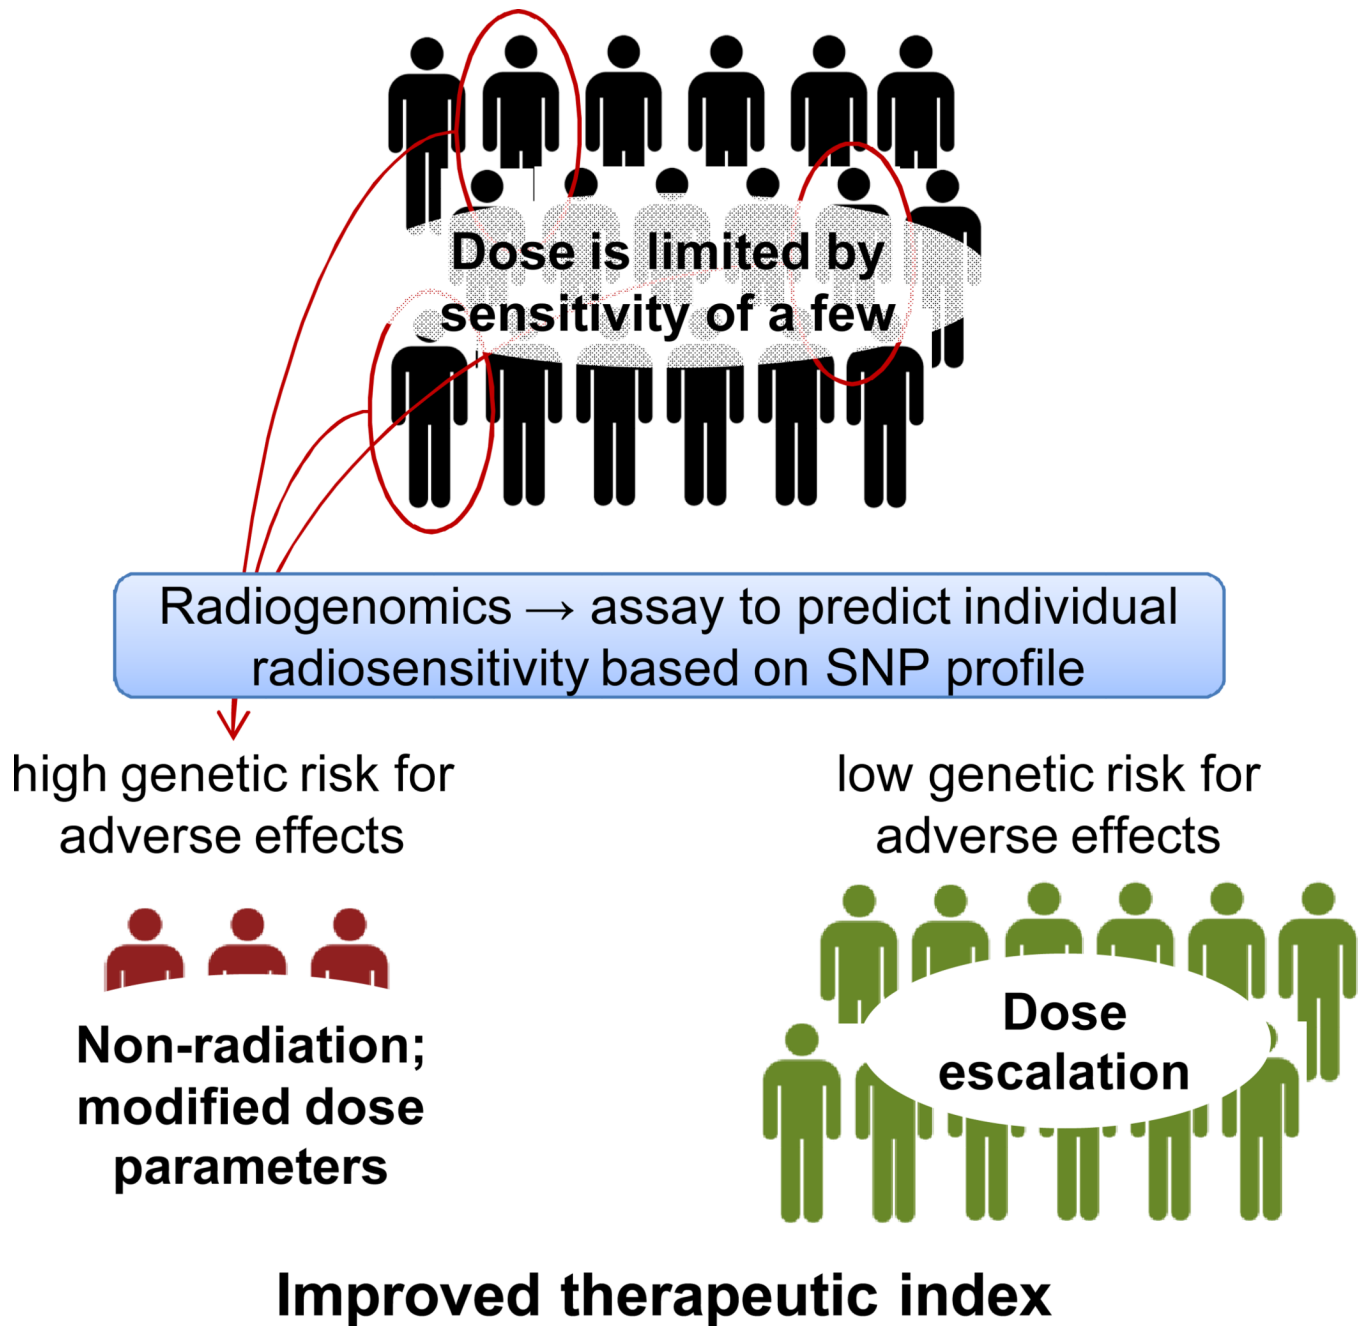 Dose is limited by
sensitivity of a few
Radiogenomics → assay to predict individual
radiosensitivity based on SNP profile
high genetic risk for
adverse effects
low genetic risk for
adverse effects
Non-radiation;
modified dose
parameters
Dose
escalation
Improved therapeutic index